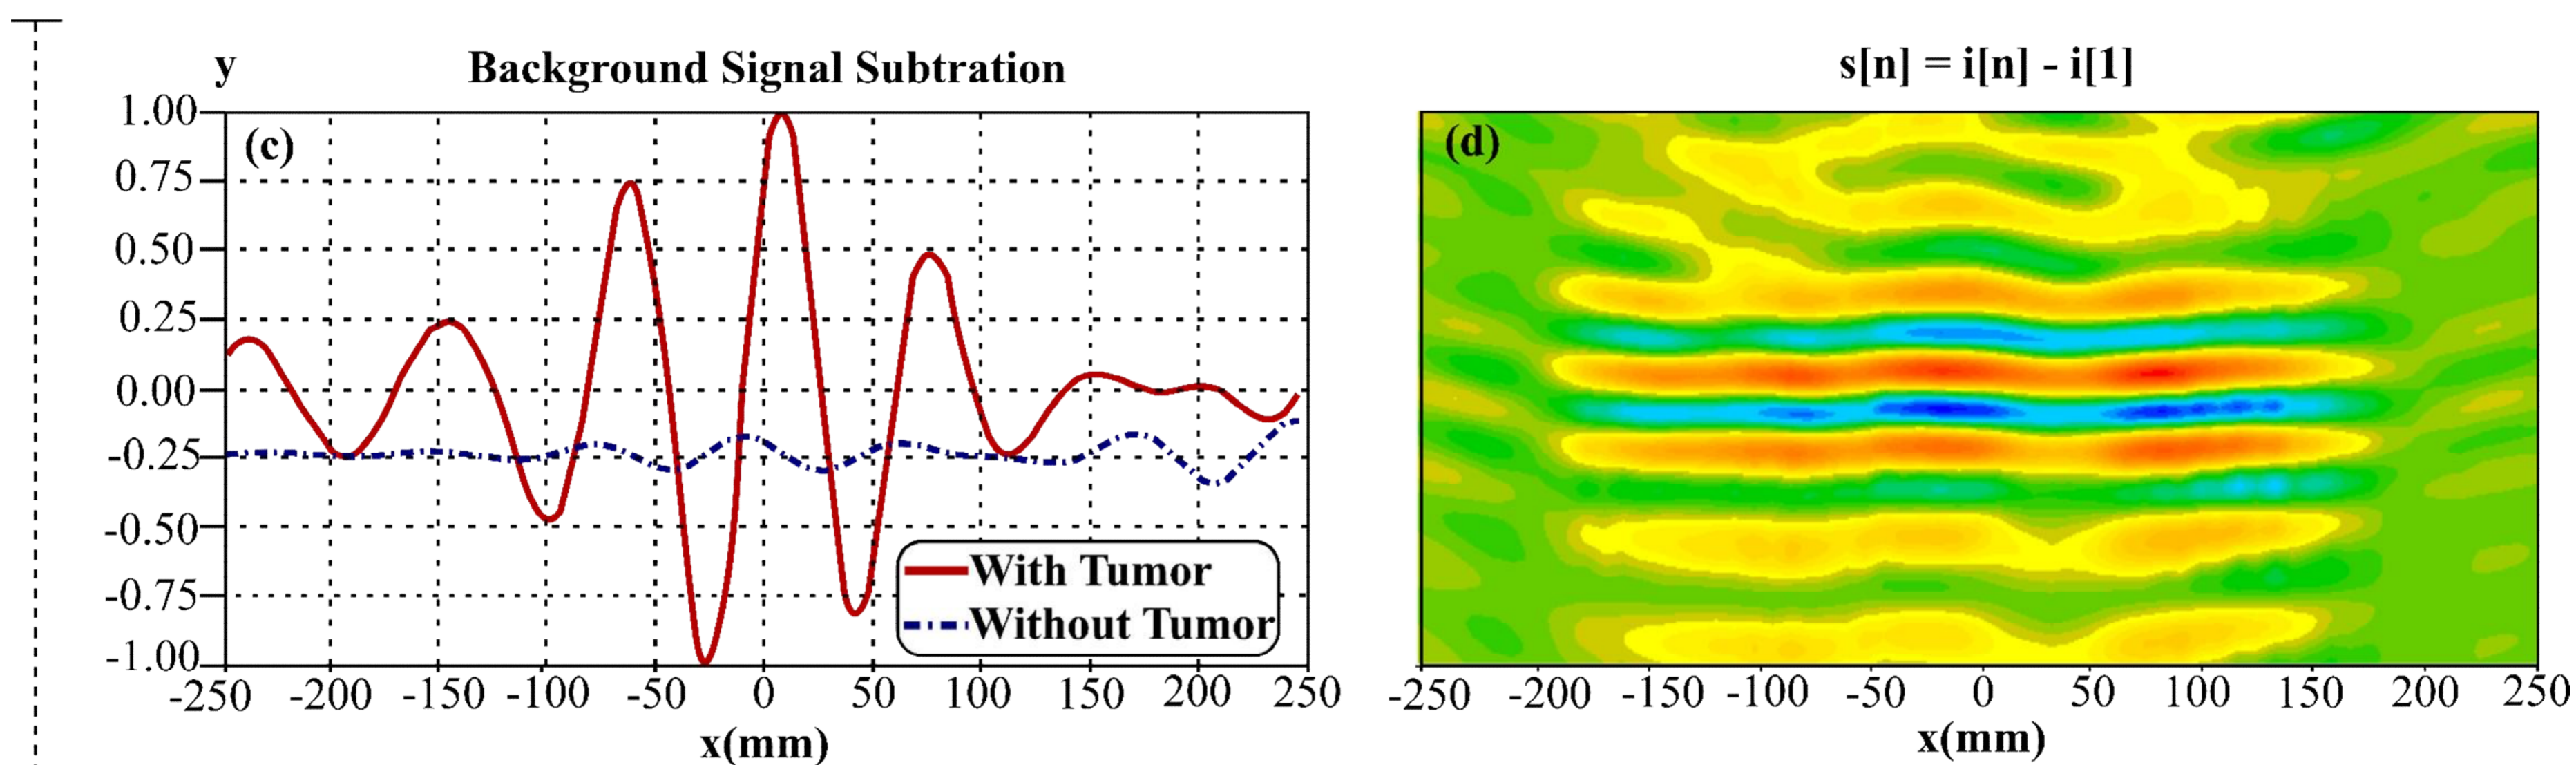 y
Background Signal Subtration
(c)
1.00
0.75
0.50
0.25
0.00
-0.25
-0.50
-0.75
-1.00
With Tumor
Without Tumor
-250 -200 -150 -100 -50 0 50 100 150 200 250
x(mm)
s[n] = i[n] - i[1]
(d)
-250 -200 -150 -100 -50 0 50 100 150 200 250
x(mm)